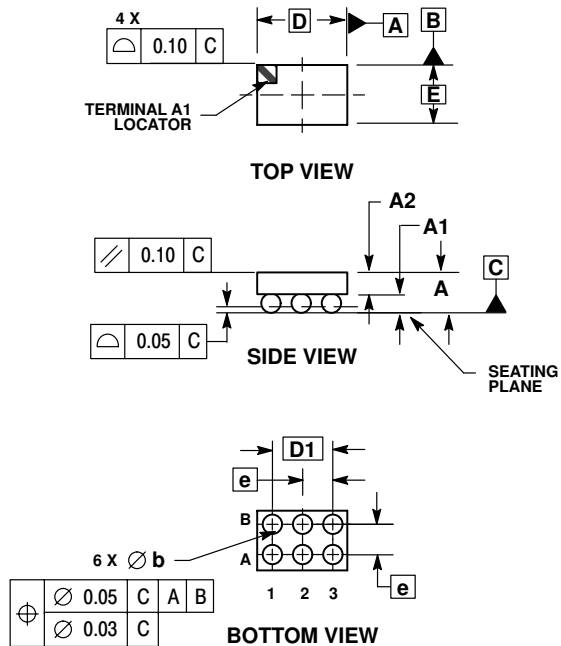 4 X
⌓ 0.10 C
D
A
B
E
TERMINAL A1
LOCATOR
TOP VIEW
A2
A1
// 0.10 C
A
C
⌓ 0.05 C
SIDE VIEW
SEATING
PLANE
D1
e
B
6 X ∅ b
A
e
1 2 3
⌖ ∅ 0.05 C A B
∅ 0.03 C
BOTTOM VIEW